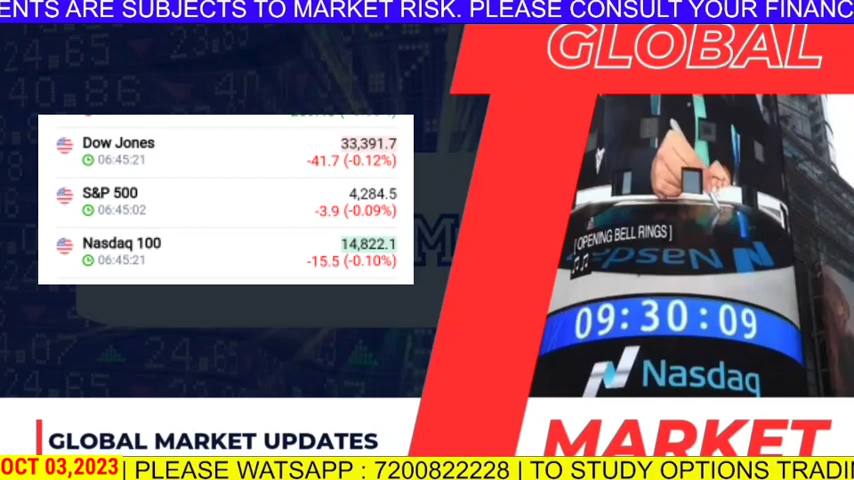 ENTS ARE SUBJECTS TO MARKET RISK. PLEASE CONSULT YOUR FINANC
GLOBAL
Dow Jones 33,391.7
06:45:21 -41.7 (-0.12%)
S&P 500 4,284.5
06:45:02 -3.9 (-0.09%)
Nasdaq 100 14,822.1
06:45:21 -15.5 (-0.10%)
[OPENING BELL RINGS]
Nasdaq
09:30:09
Nasdaq
GLOBAL MARKET UPDATES
MARKET
OCT 03,2023 | PLEASE WATSAPP : 7200822228 | TO STUDY OPTIONS TRADIN